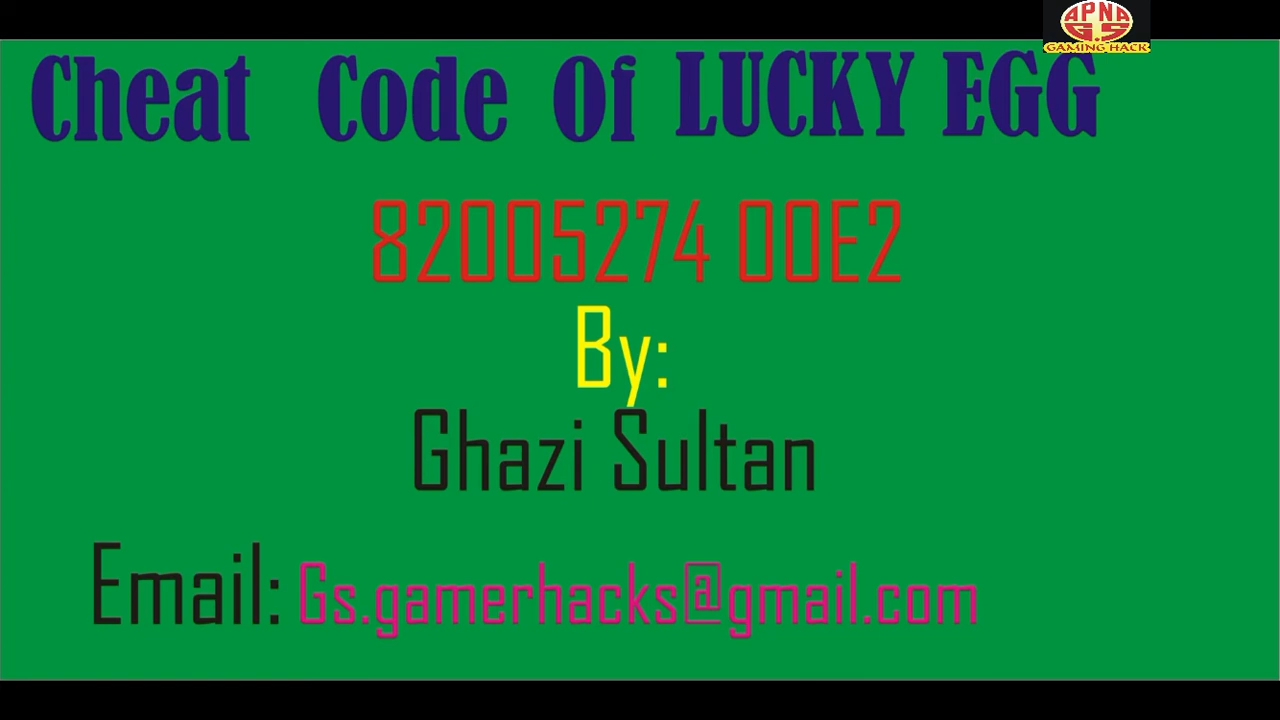 APNA
G.S
GAMING HACK
Cheat Code Of LUCKY EGG
82005274 00E2
By:
Ghazi Sultan
Email: Gs.gamerhacks@gmail.com